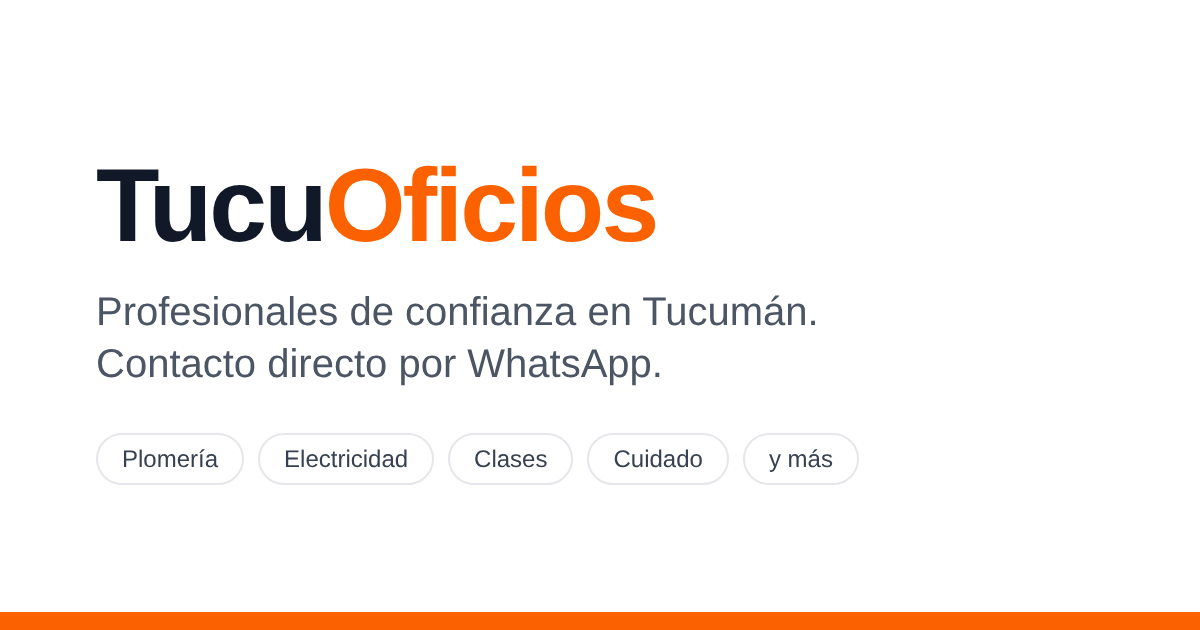 TucuOficios
Profesionales de confianza en Tucumán.
Contacto directo por WhatsApp.
Plomería Electricidad Clases Cuidado y más